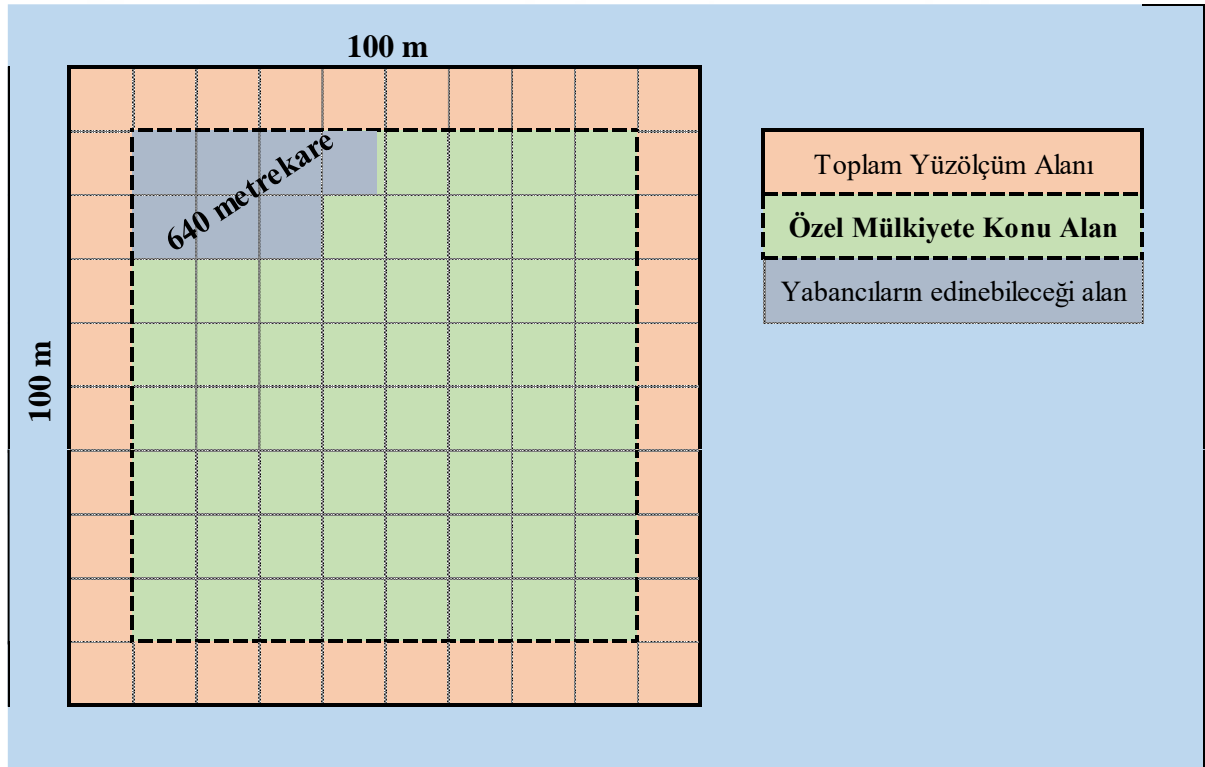 100 m
640 metrekare
100 m
Toplam Yüzölçüm Alanı
Özel Mülkiyete Konu Alan
Yabancıların edinebileceği alan